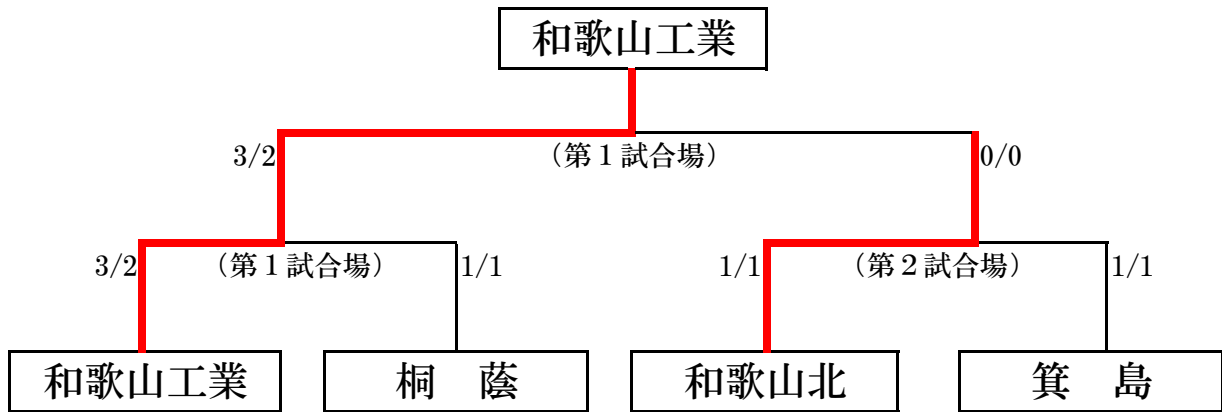 和歌山工業
3/2 （第１試合場） 0/0
3/2 （第１試合場） 1/1 1/1 （第２試合場） 1/1
和歌山工業 桐　蔭 和歌山北 箕　島